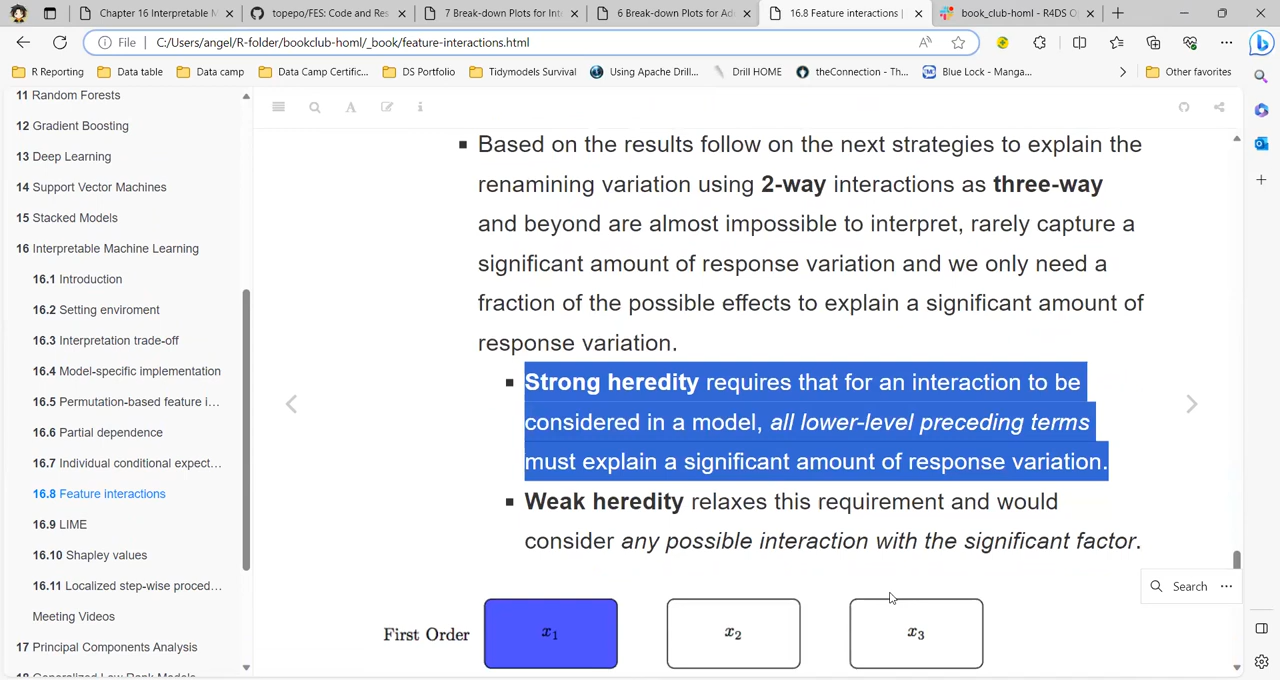 Chapter 16 Interpretable M
topepo/FES: Code and Res
7 Break-down Plots for Int
6 Break-down Plots for Ad
16.8 Feature interactions |
book_club-homl - R4DS O
File
C:/Users/angel/R-folder/bookclub-homl/_book/feature-interactions.html
R Reporting
Data table
Data camp
Data Camp Certific...
DS Portfolio
Tidymodels Survival
Using Apache Drill...
Drill HOME
theConnection - Th...
Blue Lock - Manga...
Other favorites
11 Random Forests
12 Gradient Boosting
13 Deep Learning
14 Support Vector Machines
15 Stacked Models
16 Interpretable Machine Learning
16.1 Introduction
16.2 Setting enviroment
16.3 Interpretation trade-off
16.4 Model-specific implementation
16.5 Permutation-based feature i...
16.6 Partial dependence
16.7 Individual conditional expect...
16.8 Feature interactions
16.9 LIME
16.10 Shapley values
16.11 Localized step-wise proced...
Meeting Videos
17 Principal Components Analysis
18 Generalized Low Rank Models
Based on the results follow on the next strategies to explain the
renamining variation using 2-way interactions as three-way
and beyond are almost impossible to interpret, rarely capture a
significant amount of response variation and we only need a
fraction of the possible effects to explain a significant amount of
response variation.
Strong heredity requires that for an interaction to be
considered in a model, all lower-level preceding terms
must explain a significant amount of response variation.
Weak heredity relaxes this requirement and would
consider any possible interaction with the significant factor.
Search
First Order
x₁
x₂
x₃